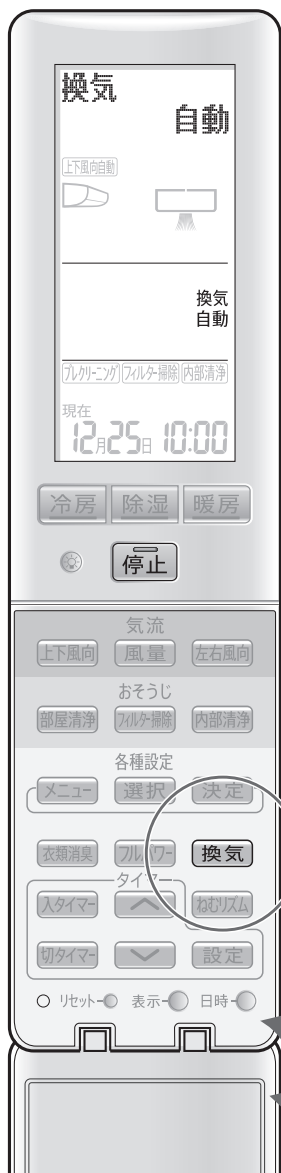 換気
自動
上下風向自動
換気
自動
プレクリーニング フィルター掃除 内部清浄
現在
12月25日 10:00
冷房 除湿 暖房
停止
気流
上下風向 風量 左右風向
おそうじ
部屋清浄 フィルター掃除 内部清浄
各種設定
メニュー 選択 決定
衣類消臭 フルパワー 換気
タイマー
入タイマー ねむリズム
切タイマー 設定
リセット 表示 日時